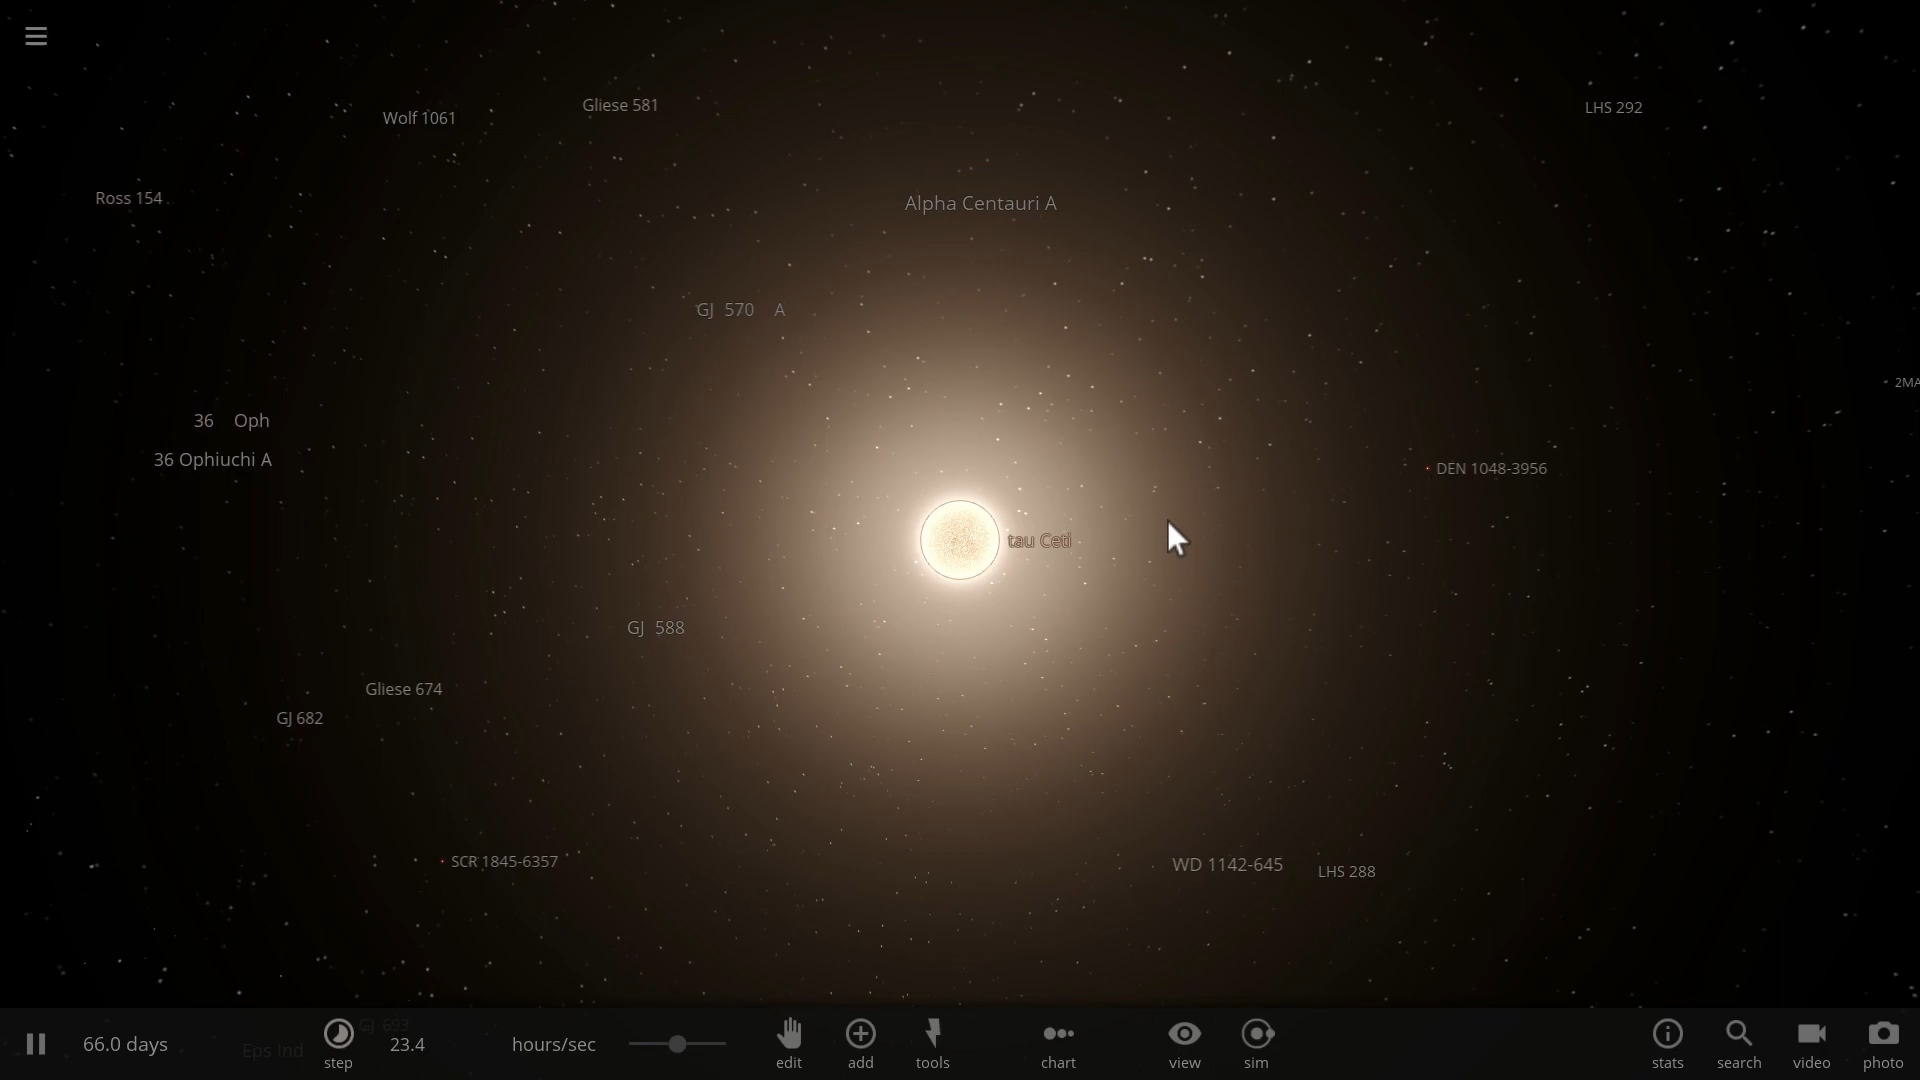 Gliese 581
Wolf 1061
LHS 292
Ross 154
Alpha Centauri A
GJ 570 A
2MA
36 Oph
36 Ophiuchi A
DEN 1048-3956
tau Ceti
GJ 588
Gliese 674
GJ 682
SCR 1845-6357
WD 1142-645
LHS 288
GJ 693
Eps Ind
66.0 days
step
23.4
hours/sec
edit
add
tools
chart
view
sim
stats
search
video
photo